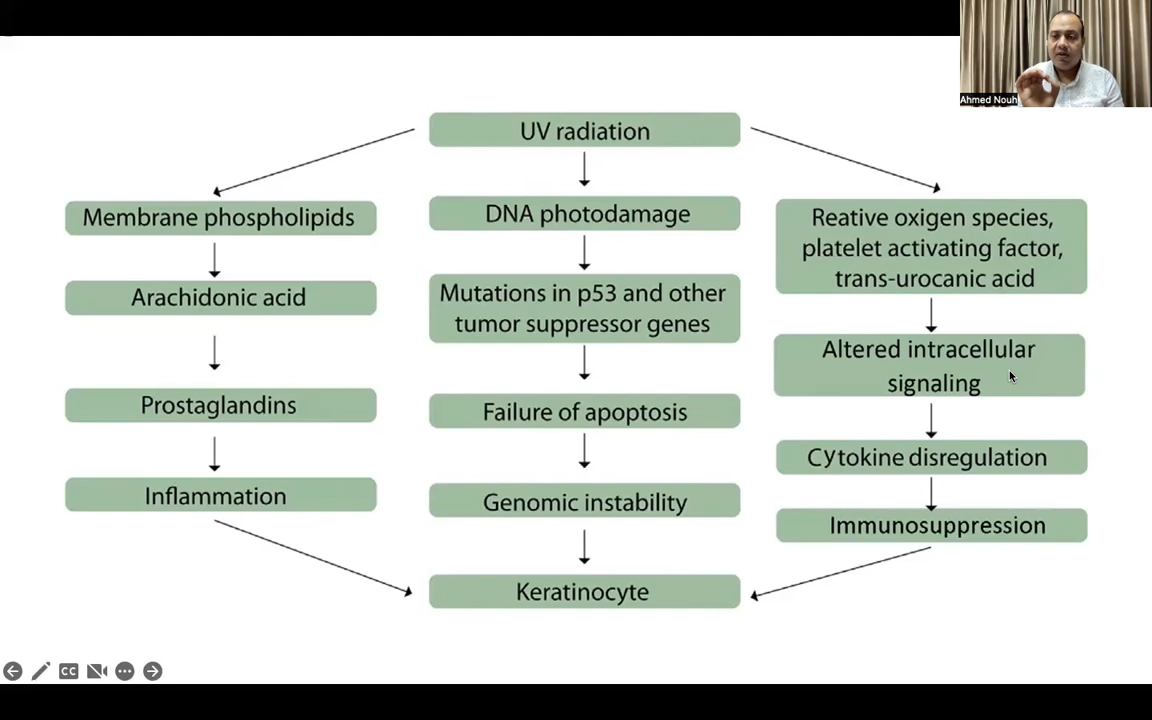 Ahmed Nouh
UV radiation
Membrane phospholipids
Arachidonic acid
Prostaglandins
Inflammation
DNA photodamage
Mutations in p53 and other
tumor suppressor genes
Failure of apoptosis
Genomic instability
Keratinocyte
Reative oxigen species,
platelet activating factor,
trans-urocanic acid
Altered intracellular
signaling
Cytokine disregulation
Immunosuppression
CC